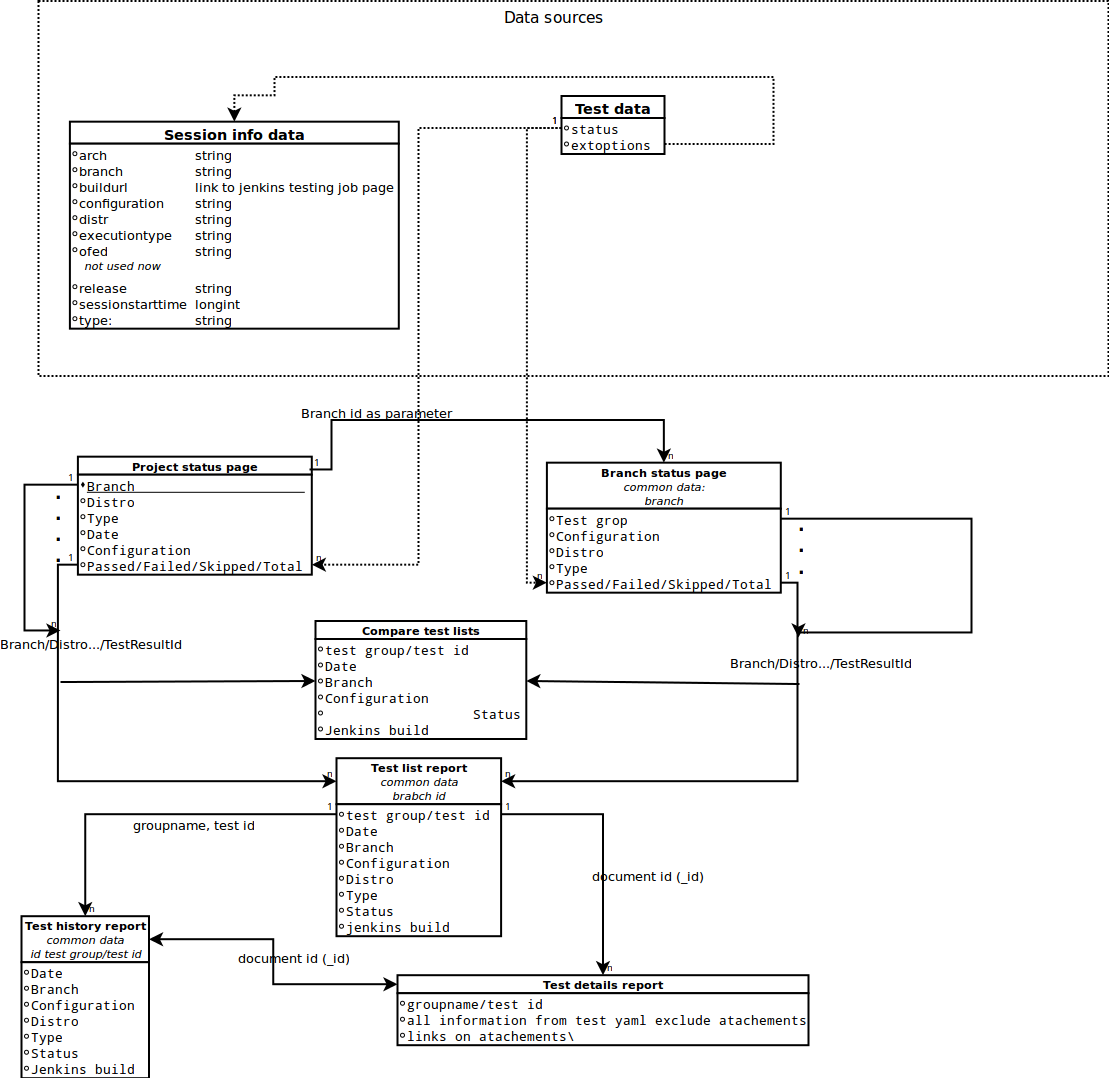 Data sources
Test data
1
status
extoptions
Session info data
arch string
branch string
buildurl link to jenkins testing job page
configuration string
distr string
executiontype string
ofed string
not used now
release string
sessionstarttime longint
type: string
Branch id as parameter
Project status page
1
n
1
Branch
Distro
Type
Date
Configuration
1
Passed/Failed/Skipped/Total
n
Branch status page
common data:
branch
Test grop
1
Configuration
Distro
Type
n
Passed/Failed/Skipped/Total
1
n
Branch/Distro.../TestResultId
n
Branch/Distro.../TestResultId
Compare test lists
test group/test id
Date
Branch
Configuration
Status
Jenkins build
Test list report
common data
brabch id
n
n
1
1
test group/test id
Date
Branch
Configuration
Distro
Type
Status
jenkins build
groupname, test id
document id (_id)
n
Test history report
common data
id test group/test id
Date
Branch
Configuration
Distro
Type
Status
Jenkins build
document id (_id)
n
Test details report
groupname/test id
all information from test yaml exclude atachements
links on atachements\